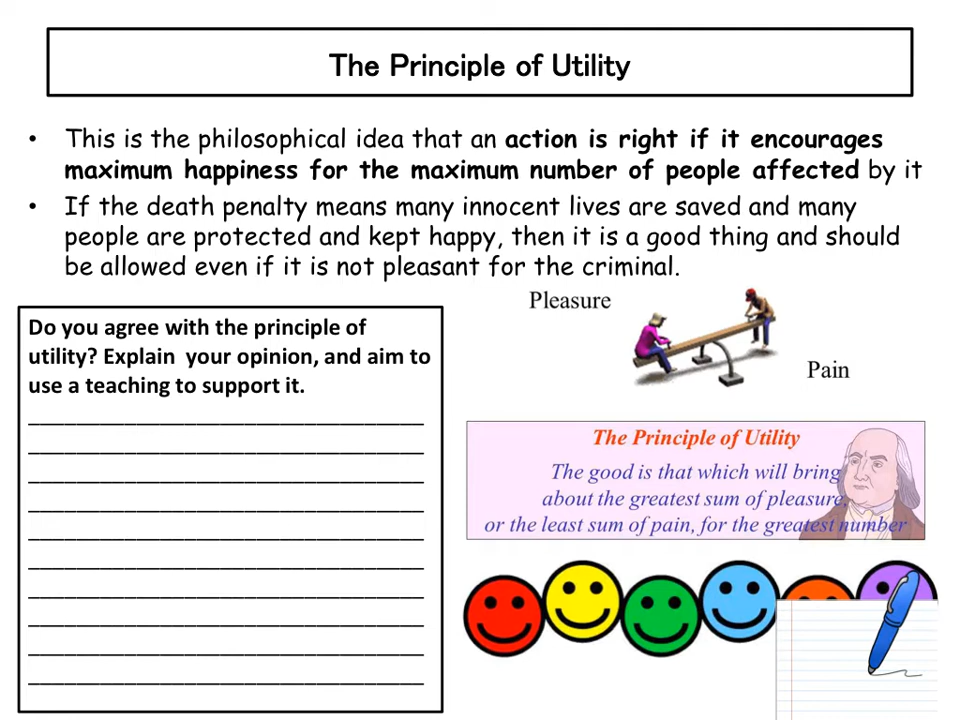 The Principle of Utility
• This is the philosophical idea that an action is right if it encourages
maximum happiness for the maximum number of people affected by it
• If the death penalty means many innocent lives are saved and many
people are protected and kept happy, then it is a good thing and should
be allowed even if it is not pleasant for the criminal.
Do you agree with the principle of
utility? Explain your opinion, and aim to
use a teaching to support it.
Pleasure
Pain
The Principle of Utility
The good is that which will bring
about the greatest sum of pleasure,
or the least sum of pain, for the greatest number